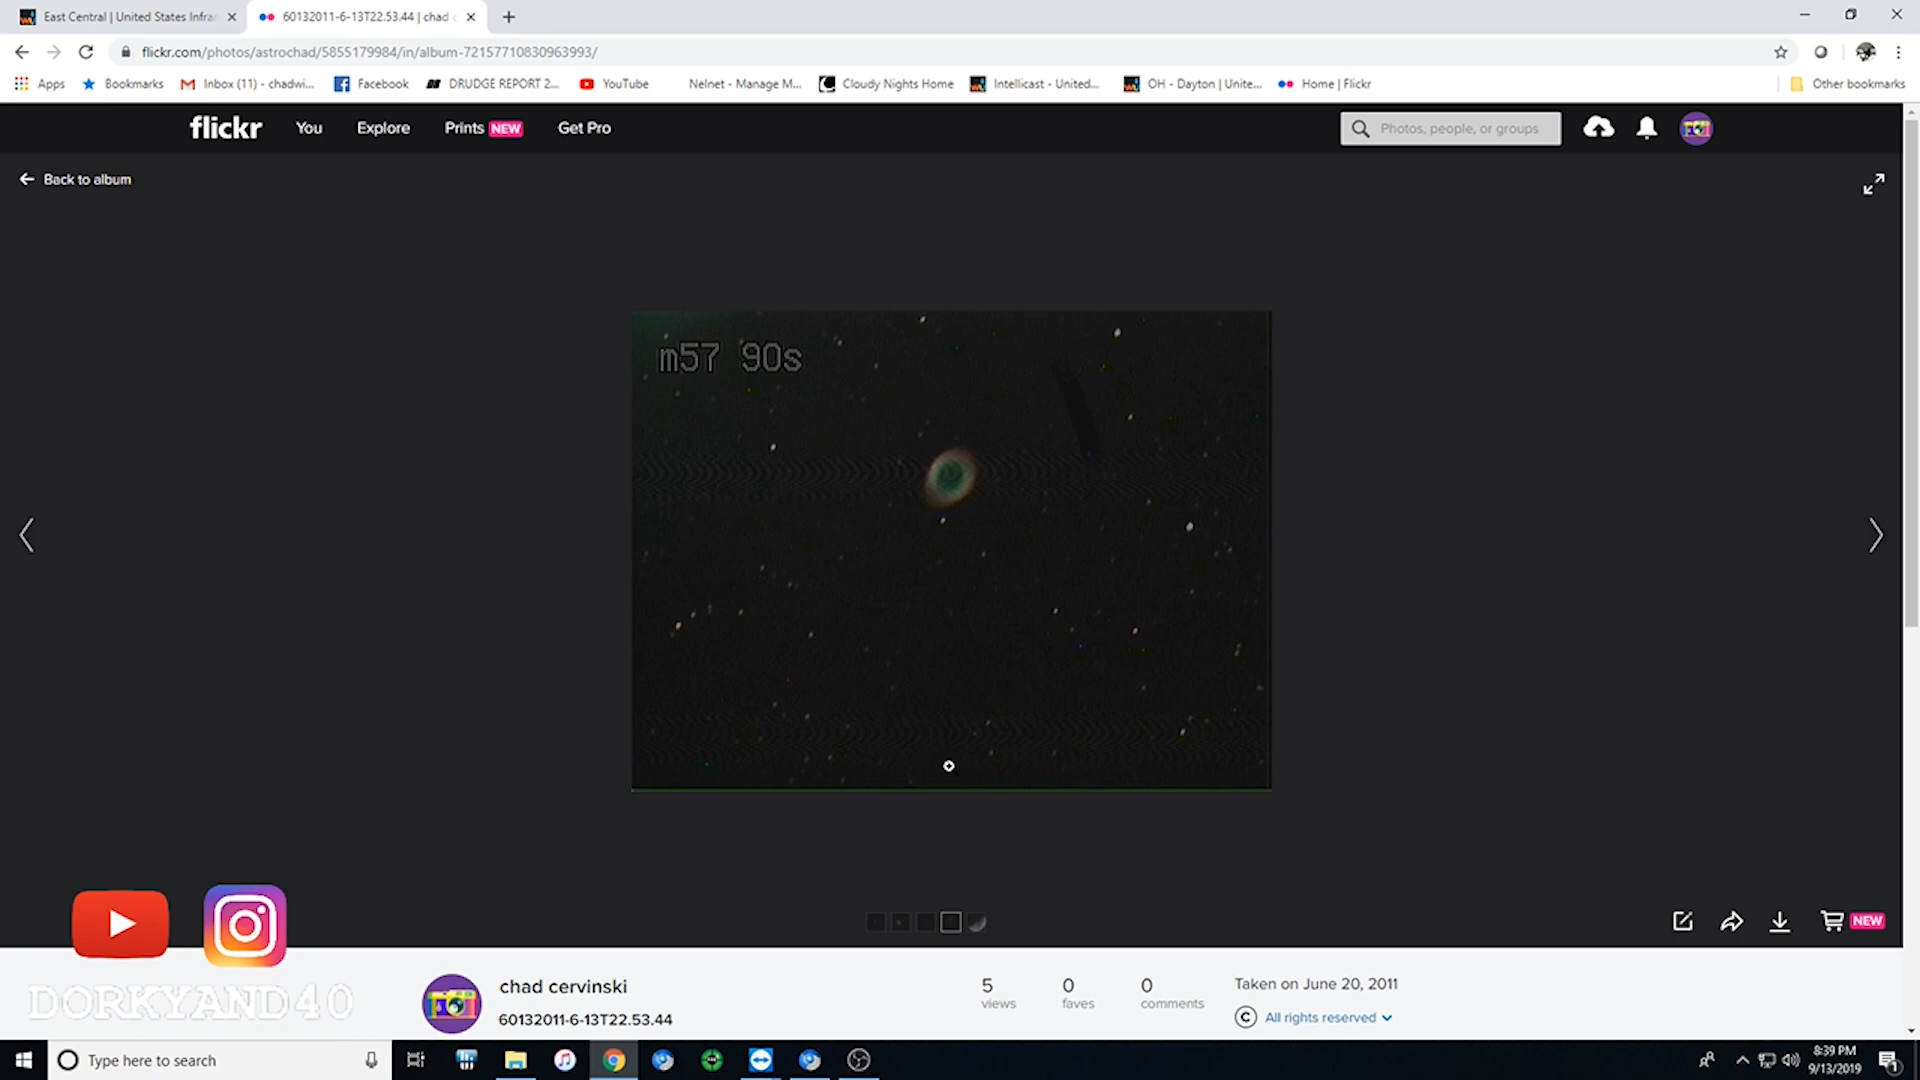 East Central | United States Infrar
60132011-6-13T22.53.44 | chad c
flickr.com/photos/astrochad/5855179984/in/album-72157710830963993/
Apps
Bookmarks
Inbox (11) - chadwi...
Facebook
DRUDGE REPORT 2...
YouTube
Nelnet - Manage M...
Cloudy Nights Home
Intellicast - United...
OH - Dayton | Unite...
Home | Flickr
Other bookmarks
flickr
You
Explore
Prints NEW
Get Pro
Photos, people, or groups
Back to album
m57 90s
NEW
DORKYAND40
chad cervinski
60132011-6-13T22.53.44
5
views
0
faves
0
comments
Taken on June 20, 2011
All rights reserved
Type here to search
8:39 PM
9/13/2019